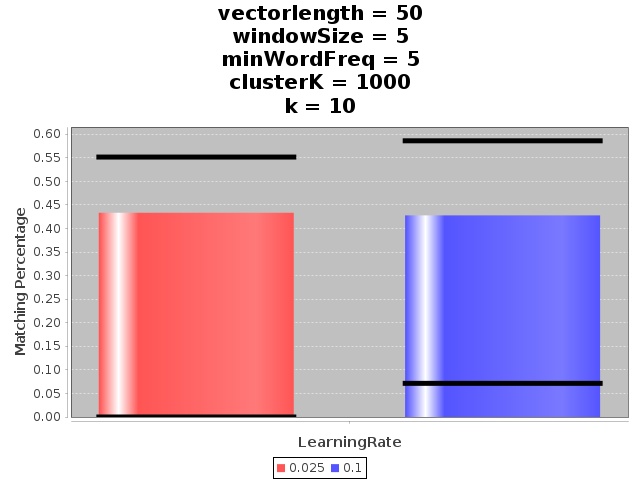 vectorlength = 50
windowSize = 5
minWordFreq = 5
clusterK = 1000
k = 10
Matching Percentage
0.60
0.55
0.50
0.45
0.40
0.35
0.30
0.25
0.20
0.15
0.10
0.05
0.00
LearningRate
0.025 0.1